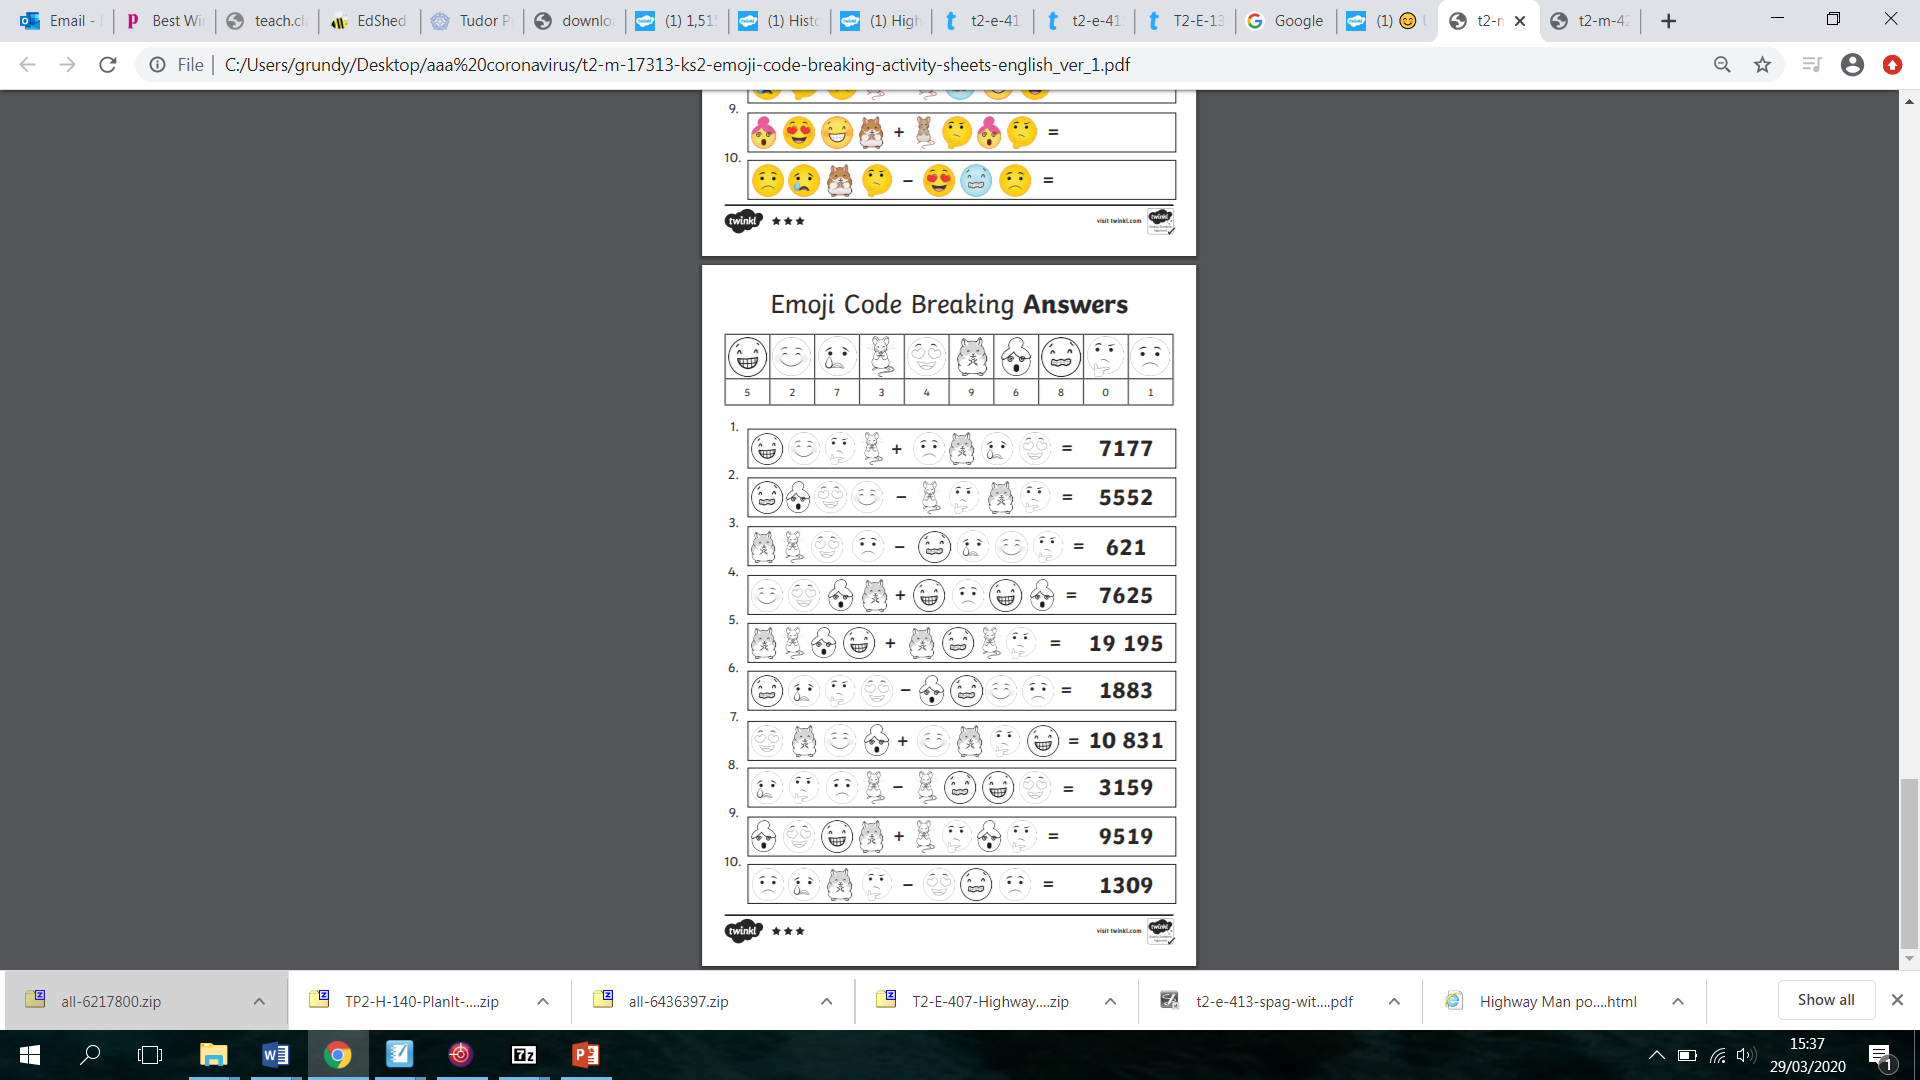 Email -
Best Wi
teach.cl
EdShed
Tudor P
downlo
(1) 1,51
(1) Hist
(1) High
t2-e-41
t2-e-41
T2-E-13
Google
(1)
t2-r
t2-m-42
File | C:/Users/grundy/Desktop/aaa%20coronavirus/t2-m-17313-ks2-emoji-code-breaking-activity-sheets-english_ver_1.pdf
9. + =
10. – =
twinkl visit twinkl.com twinkl
Emoji Code Breaking Answers
5 2 7 3 4 9 6 8 0 1
1. + = 7177
2. – = 5552
3. – = 621
4. + = 7625
5. + = 19 195
6. – = 1883
7. + = 10 831
8. – = 3159
9. + = 9519
10. – = 1309
twinkl visit twinkl.com twinkl
all-6217800.zip
TP2-H-140-PlanIt-....zip
all-6436397.zip
T2-E-407-Highway....zip
t2-e-413-spag-wit....pdf
Highway Man po....html
Show all
15:37
29/03/2020
1